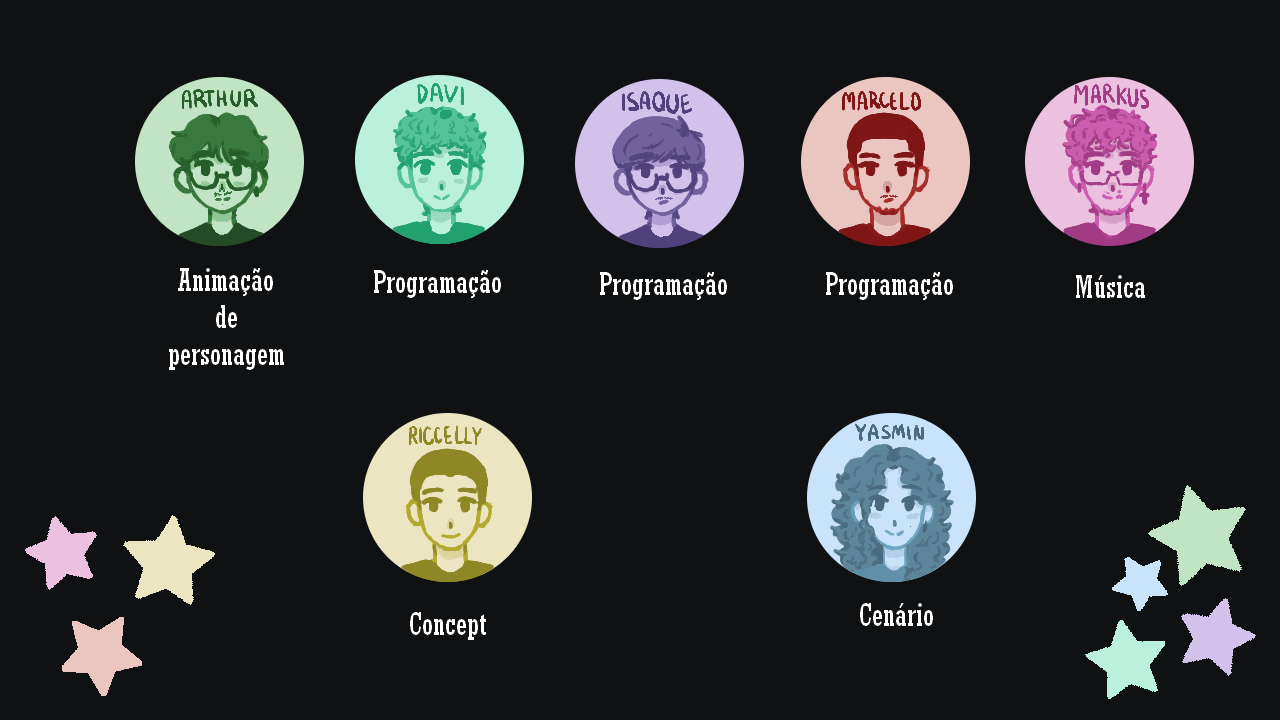 ARTHUR
DAVI
ISAQUE
MARCELO
MARKUS
Animação
de
personagem
Programação
Programação
Programação
Música
RICCELLY
YASMIN
Concept
Cenário